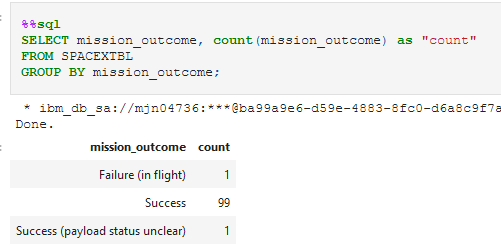 %%sql
SELECT mission_outcome, count(mission_outcome) as "count"
FROM SPACEXTBL
GROUP BY mission_outcome;
* ibm_db_sa://mjn04736:***@ba99a9e6-d59e-4883-8fc0-d6a8c9f7a
Done.
mission_outcome count
Failure (in flight) 1
Success 99
Success (payload status unclear) 1